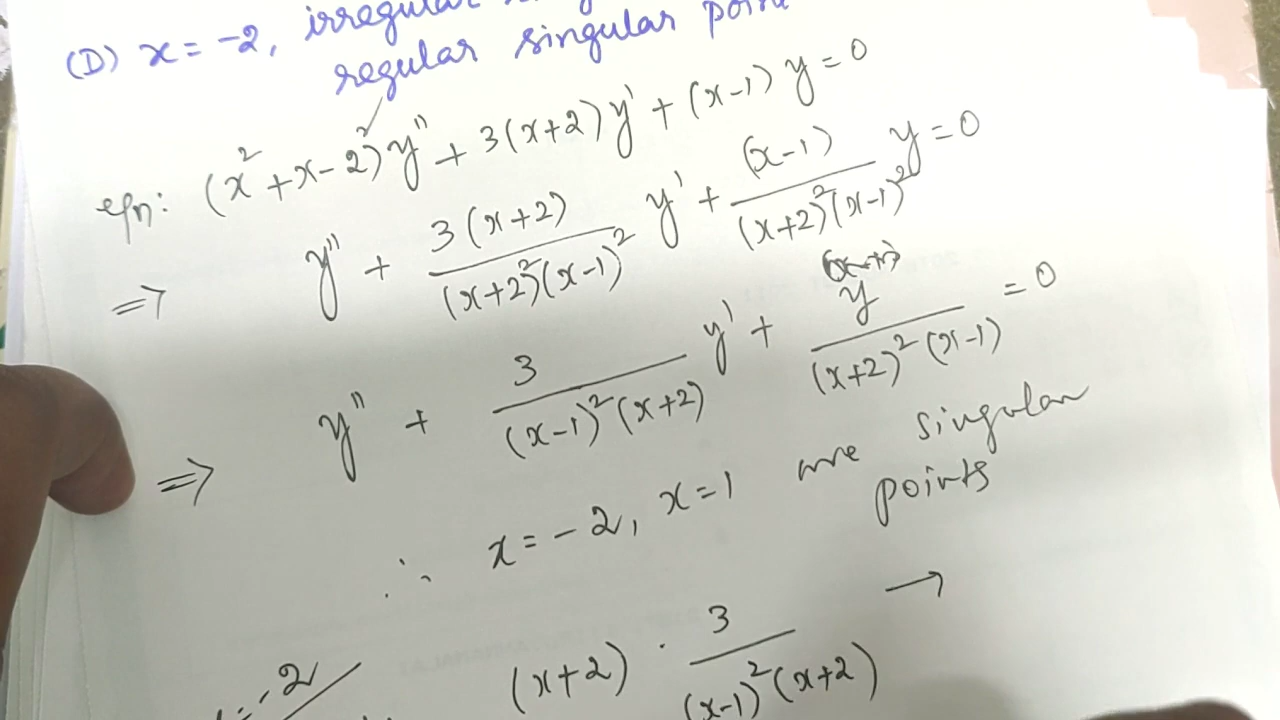 (D) x = -2, irregular
regular singular point
eqn: (x²+x-2)²y'' + 3(x+2)y' + (x-1)y = 0
⇒ y'' + 3(x+2)/((x+2)²(x-1)²) y' + (x-1)/((x+2)²(x-1)²) y = 0
⇒ y'' + 3/((x-1)²(x+2)) y' + y/((x+2)²(x-1)) = 0
∴ x = -2, x = 1 are singular
points
(x+2) · 3/((x-1)²(x+2)) →